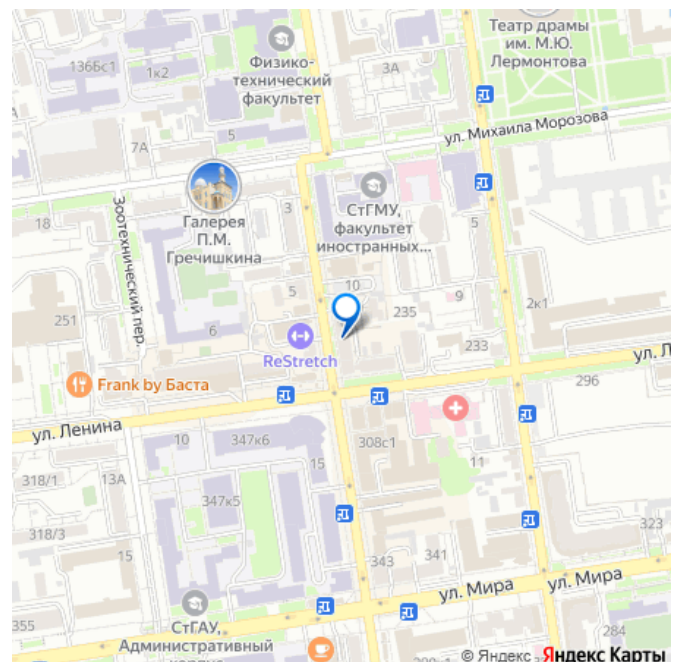 Театр драмы
им. М.Ю.
Лермонтова
Физико-
технический
факультет
136Бс1
1к2
3А
ул. Михаила Морозова
5
7А
СтГМУ,
факультет
иностранных...
Галерея
П.М.
Гречишкина
3
18
5
Зоотехнический пер.
10
5
9
2к1
235
251
6
ReStretch
233
ул. Л
Frank by Баста
296
ул. Ленина
10
347к6
308с1
318/1
13А
15
11
347к5
318/3
323
15
343
341
ул. Мира
ул. Мира
355
СтГАУ,
Административный
284
© Яндекс
Яндекс Карты